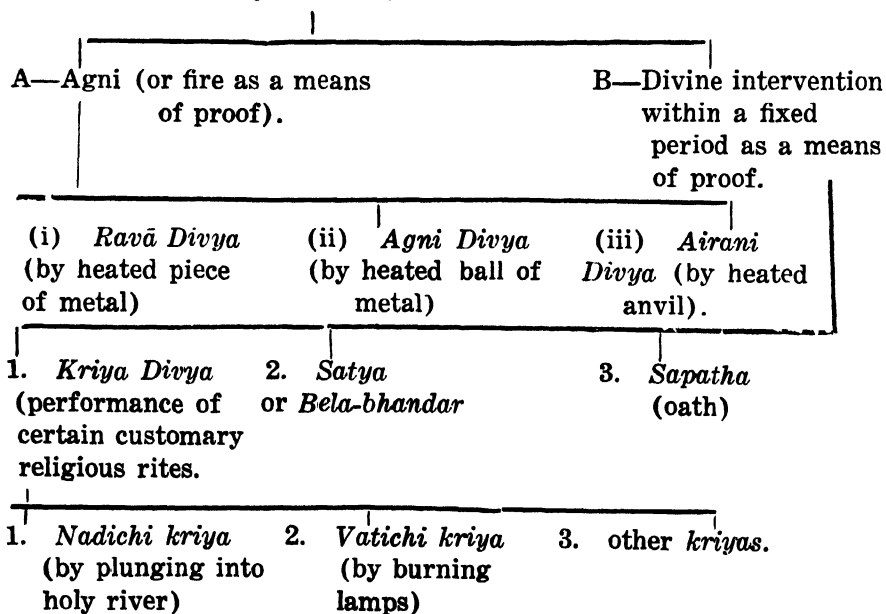 A—Agni (or fire as a means
of proof).
B—Divine intervention
within a fixed
period as a means
of proof.
(i) Ravā Divya
(by heated piece
of metal)
(ii) Agni Divya
(by heated ball of
metal)
(iii) Airani
Divya (by heated
anvil).
1. Kriya Divya
(performance of
certain customary
religious rites.
2. Satya
or Bela-bhandar
3. Sapatha
(oath)
1. Nadichi kriya
(by plunging into
holy river)
2. Vatichi kriya
(by burning
lamps)
3. other kriyas.